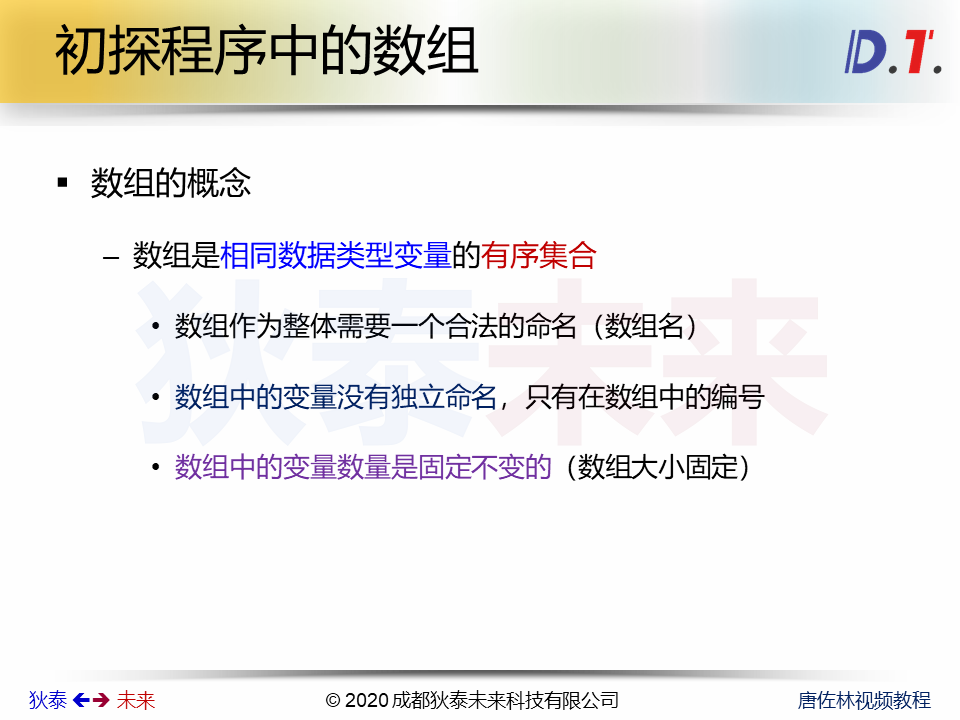 初探程序中的数组
D.T.
▪ 数组的概念
– 数组是相同数据类型变量的有序集合
• 数组作为整体需要一个合法的命名（数组名）
• 数组中的变量没有独立命名，只有在数组中的编号
• 数组中的变量数量是固定不变的（数组大小固定）
狄泰未来
狄泰 ←→ 未来
© 2020 成都狄泰未来科技有限公司
唐佐林视频教程